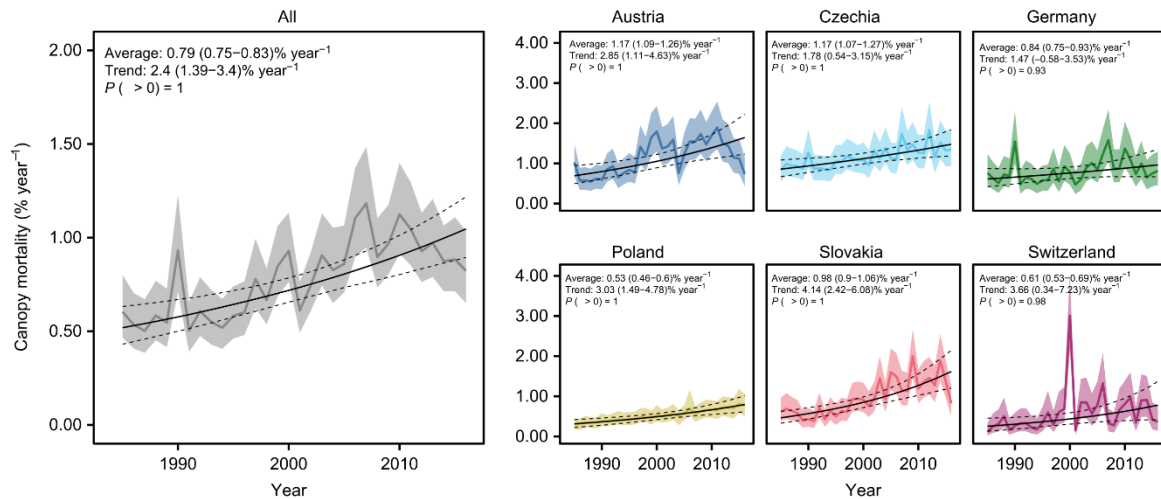 All
Average: 0.79 (0.75–0.83)% year⁻¹
Trend: 2.4 (1.39–3.4)% year⁻¹
P ( > 0) = 1
2.00
1.50
1.00
0.50
0.00
Canopy mortality (% year⁻¹)
1990 2000 2010
Year
Austria
Average: 1.17 (1.09–1.26)% year⁻¹
Trend: 2.85 (1.11–4.63)% year⁻¹
P ( > 0) = 1
4.00
3.00
2.00
1.00
0.00
Czechia
Average: 1.17 (1.07–1.27)% year⁻¹
Trend: 1.78 (0.54–3.15)% year⁻¹
P ( > 0) = 1
Germany
Average: 0.84 (0.75–0.93)% year⁻¹
Trend: 1.47 (–0.58–3.53)% year⁻¹
P ( > 0) = 0.93
Poland
Average: 0.53 (0.46–0.6)% year⁻¹
Trend: 3.03 (1.49–4.78)% year⁻¹
P ( > 0) = 1
4.00
3.00
2.00
1.00
0.00
1990 2000 2010
Slovakia
Average: 0.98 (0.9–1.06)% year⁻¹
Trend: 4.14 (2.42–6.08)% year⁻¹
P ( > 0) = 1
1990 2000 2010
Switzerland
Average: 0.61 (0.53–0.69)% year⁻¹
Trend: 3.66 (0.34–7.23)% year⁻¹
P ( > 0) = 0.98
1990 2000 2010
Year